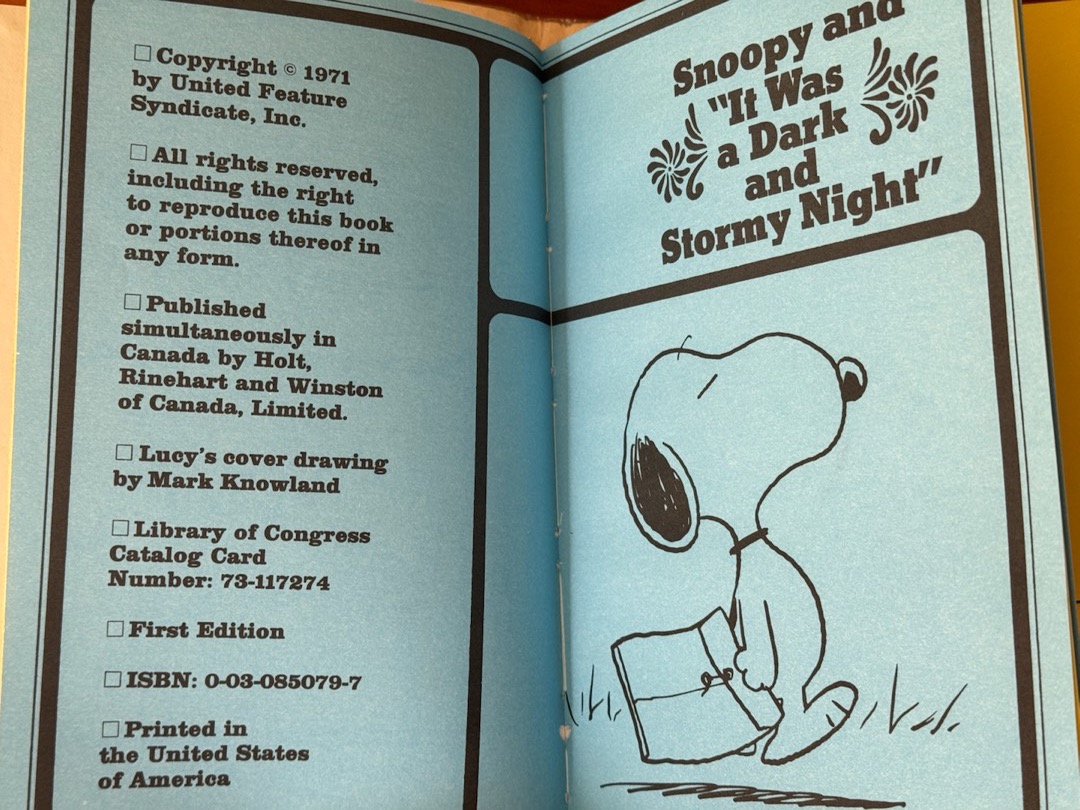 □ Copyright © 1971
by United Feature
Syndicate, Inc.
□ All rights reserved,
including the right
to reproduce this book
or portions thereof in
any form.
□ Published
simultaneously in
Canada by Holt,
Rinehart and Winston
of Canada, Limited.
□ Lucy's cover drawing
by Mark Knowland
□ Library of Congress
Catalog Card
Number: 73-117274
□ First Edition
□ ISBN: 0-03-085079-7
□ Printed in
the United States
of America
Snoopy and
"It Was
a Dark
and
Stormy Night"